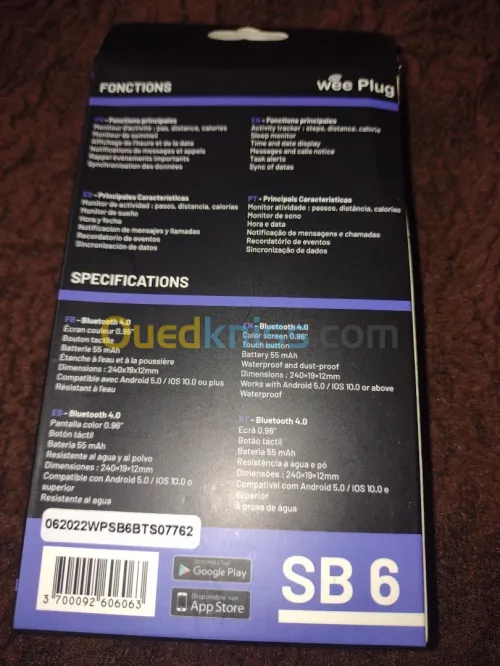 FONCTIONS
wee Plug
FR - Fonctions principales
Moniteur d'activité : pas, distance, calories
Moniteur de sommeil
Affichage de l'heure et de la date
Notifications de messages et appels
Rappel évènements importants
Synchronisation des données
EN - Fonctions principales
Activity tracker : steps, distance, calorie
Sleep monitor
Time and date display
Messages and calls notice
Task alerts
Sync of datas
ES - Principales Características
Monitor de actividad : pasos, distancia, calorías
Monitor de sueño
Hora y fecha
Notificacion de mensajes y llamadas
Recordatorio de eventos
Sincronización de datos
PT - Principais Características
Monitor atividade : passos, distância, calorias
Monitor de sono
Hora e data
Notificação de mensagens e chamadas
Recordatório de eventos
Sincronização de dados
SPECIFICATIONS
FR - Bluetooth 4.0
Écran couleur 0.96"
Bouton tactile
Batterie 55 mAh
Étanche à l'eau et à la poussière
Dimensions : 240x19x12mm
Compatible avec Android 5.0 / IOS 10.0 ou plus
Résistant à l'eau
EN - Bluetooth 4.0
Color screen 0.96"
Touch button
Battery 55 mAh
Waterproof and dust-proof
Dimensions : 240×19×12mm
Works with Android 5.0 / IOS 10.0 or above
Waterproof
ES - Bluetooth 4.0
Pantalla color 0.96"
Botón táctil
Bateria 55 mAh
Resistente al agua y al polvo
Dimensiones : 240×19×12mm
Compatible con Android 5.0 / IOS 10.0 o
superior
Resistente al agua
PT - Bluetooth 4.0
Ecrã 0.96"
Botão tactil
Bateria 55 mAh
Resistência à água e pó
Dimensões : 240×19×12mm
Compatível com Android 5.0 / IOS 10.0 e
superior
À prova de água
Ouedkniss.com
062022WPSB6BTS07762
3 700092 606063
Google Play
Disponible sur
App Store
SB 6